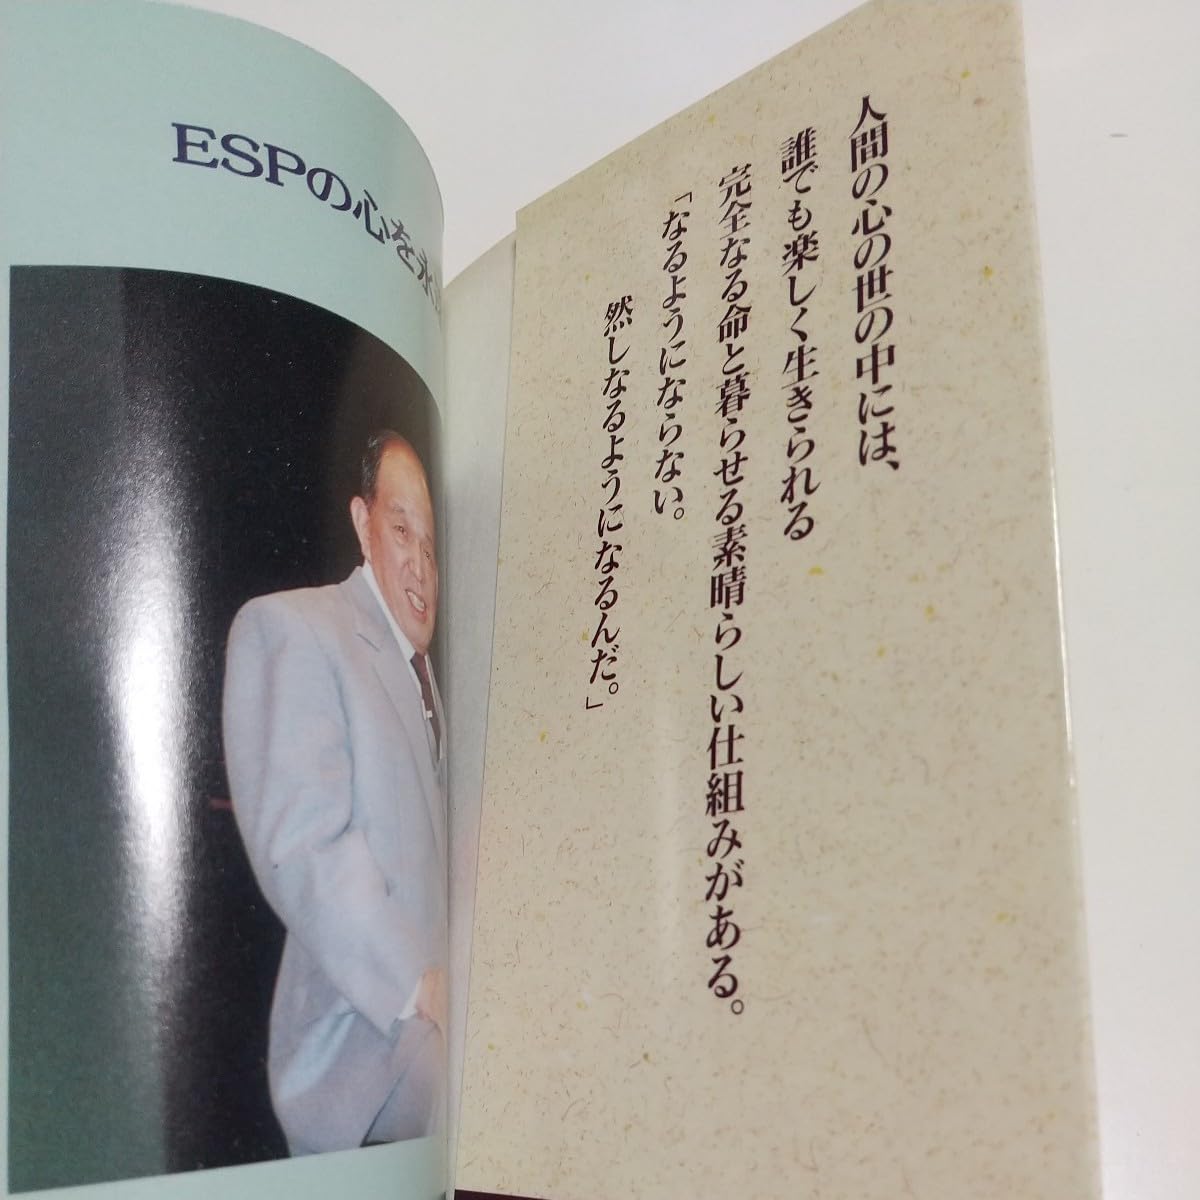 ESPの心を永
人間の心の世の中には、
誰でも楽しく生きられる
完全なる命と暮らせる素晴らしい仕組みがある。
「なるようにならない。
然しなるようになるんだ。」